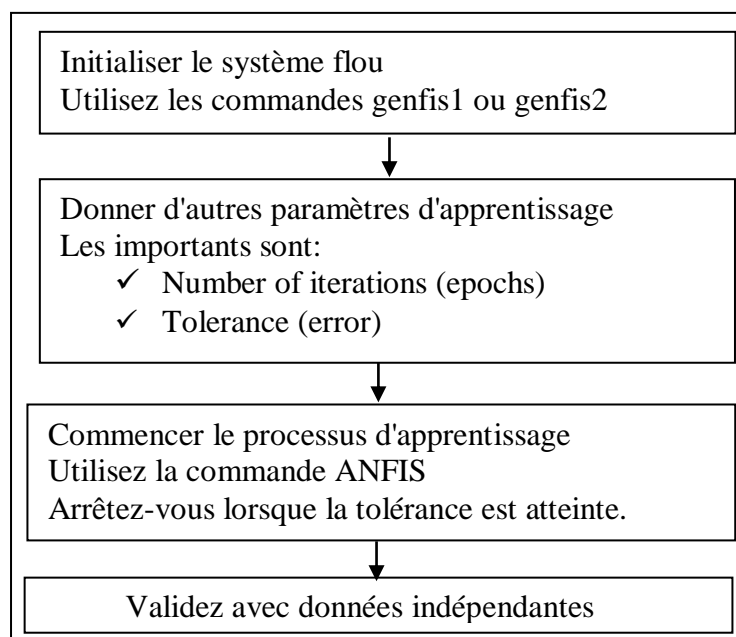 Initialiser le système flou
Utilisez les commandes genfis1 ou genfis2
Donner d'autres paramètres d'apprentissage
Les importants sont:
✓ Number of iterations (epochs)
✓ Tolerance (error)
Commencer le processus d'apprentissage
Utilisez la commande ANFIS
Arrêtez-vous lorsque la tolérance est atteinte.
Validez avec données indépendantes